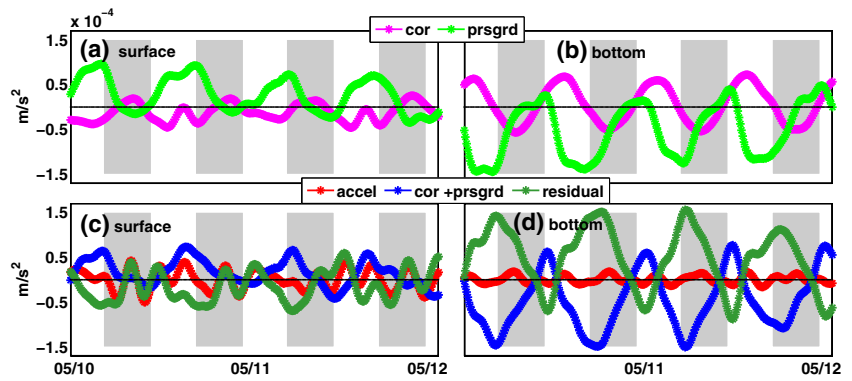 x 10⁻⁴
cor prsgrd
(a) surface
(b) bottom
m/s²
1.5
0.5
−0.5
−1.5
accel cor +prsgrd residual
(c) surface
(d) bottom
m/s²
1.5
0.5
−0.5
−1.5
05/10 05/11 05/12 05/11 05/12